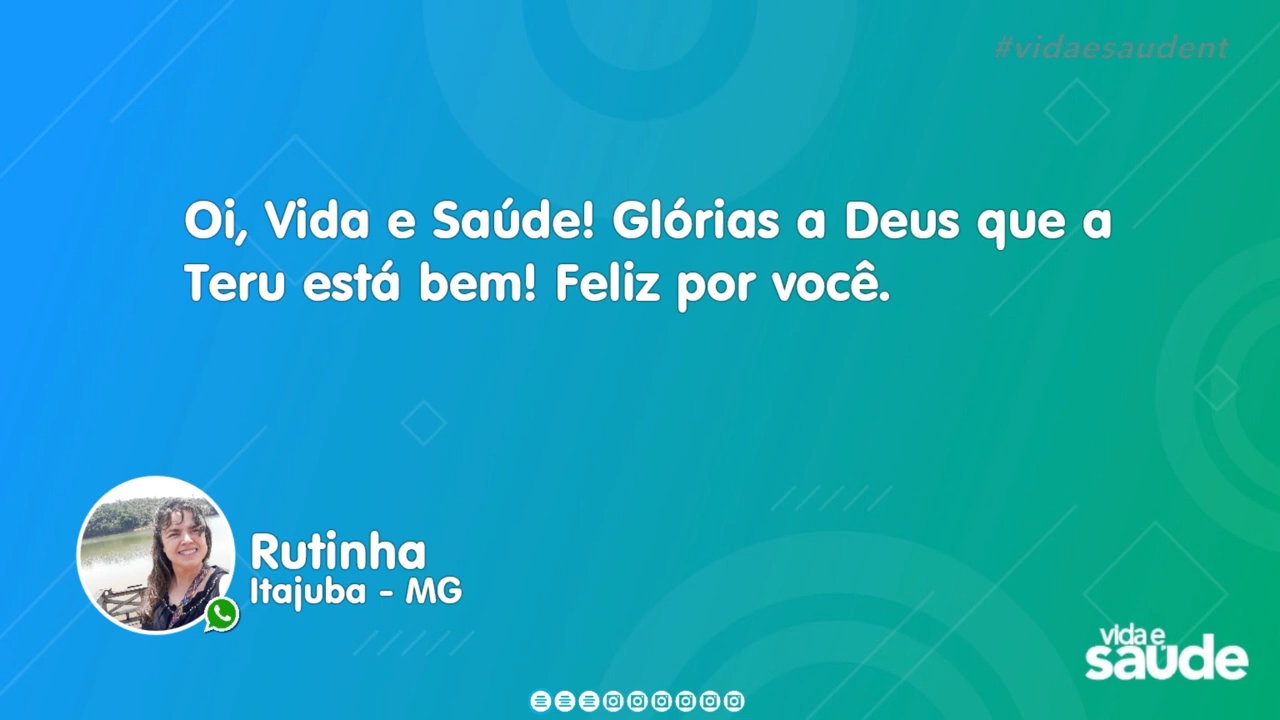 #vidaesaudent
Oi, Vida e Saúde! Glórias a Deus que a
Teru está bem! Feliz por você.
Rutinha
Itajuba - MG
vida e
saúde